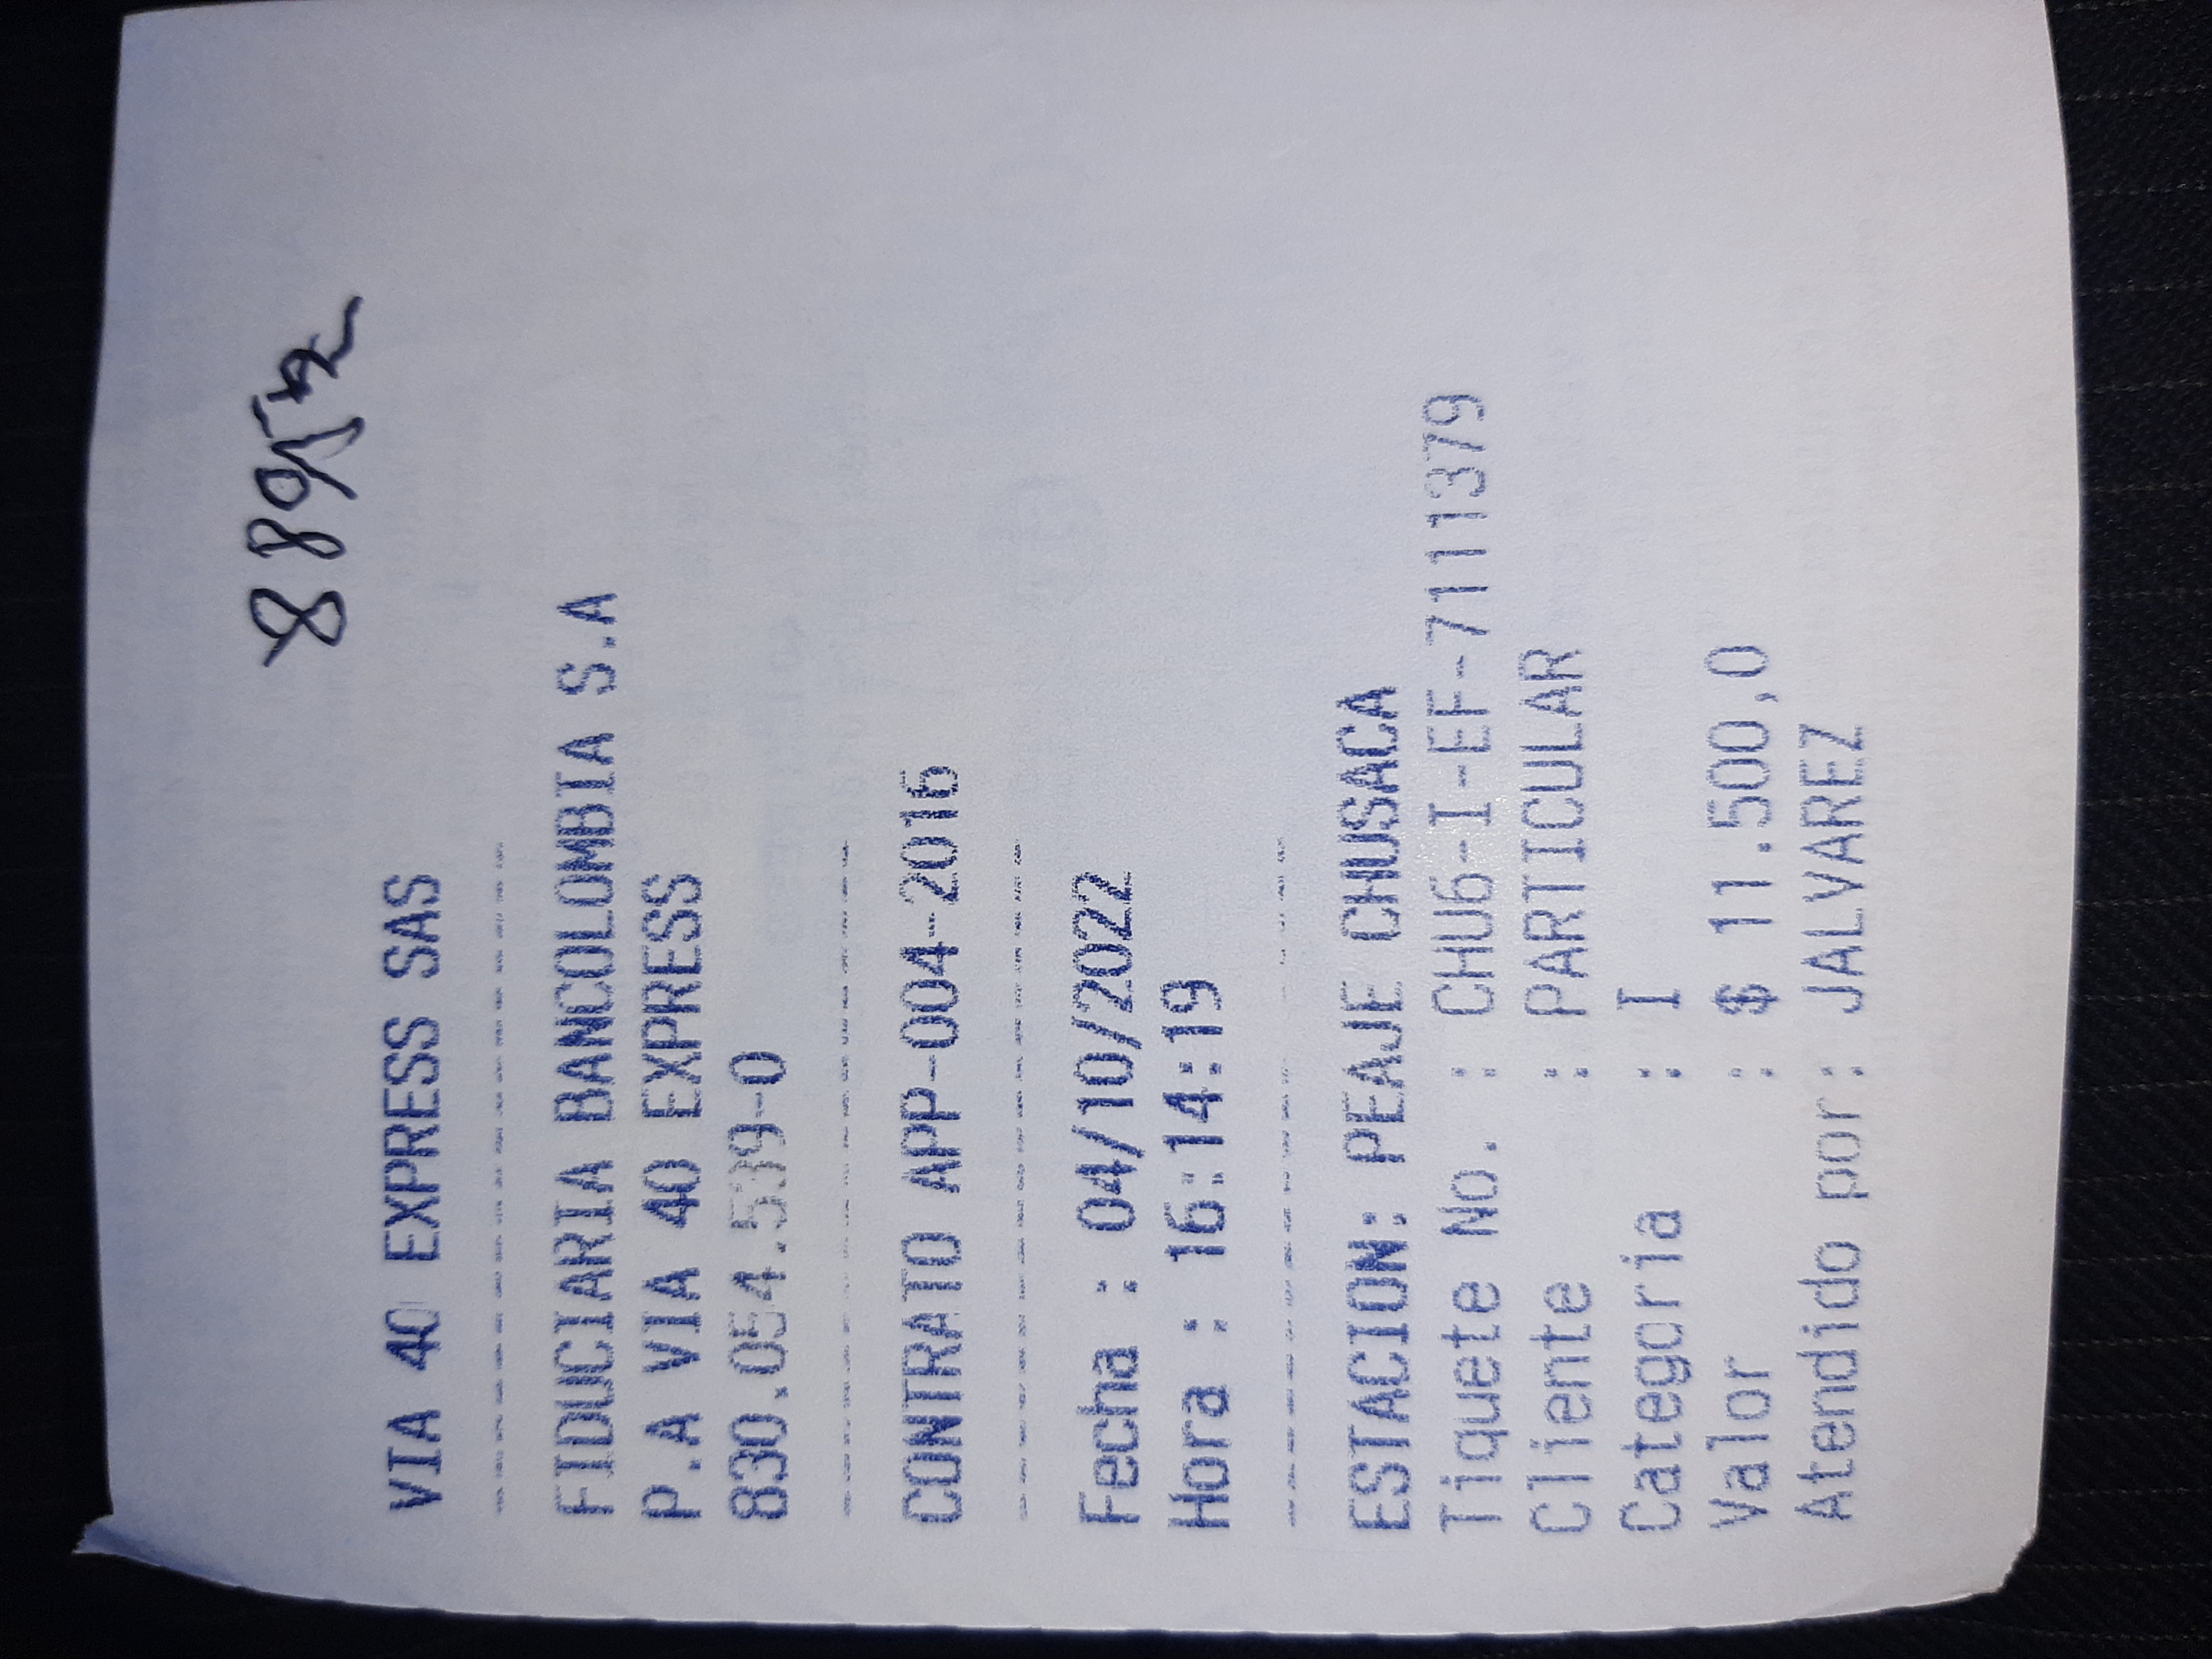 VIA 40 EXPRESS SAS
FIDUCIARIA BANCOLOMBIA S.A
P.A VIA 40 EXPRESS
830.054.539-0
CONTRATO APP-004-2016
Fecha : 04/10/2022
Hora : 16:14:19
ESTACION: PEAJE CHUSACA
Tiquete No. : CHU6-I-EF-7111379
Cliente : PARTICULAR
Categoria : I
Valor : $ 11.500,0
Atendido por: JALVAREZ